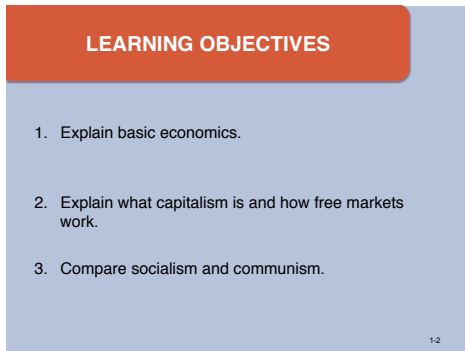 LEARNING OBJECTIVES
1. Explain basic economics.
2. Explain what capitalism is and how free markets
work.
3. Compare socialism and communism.
1-2